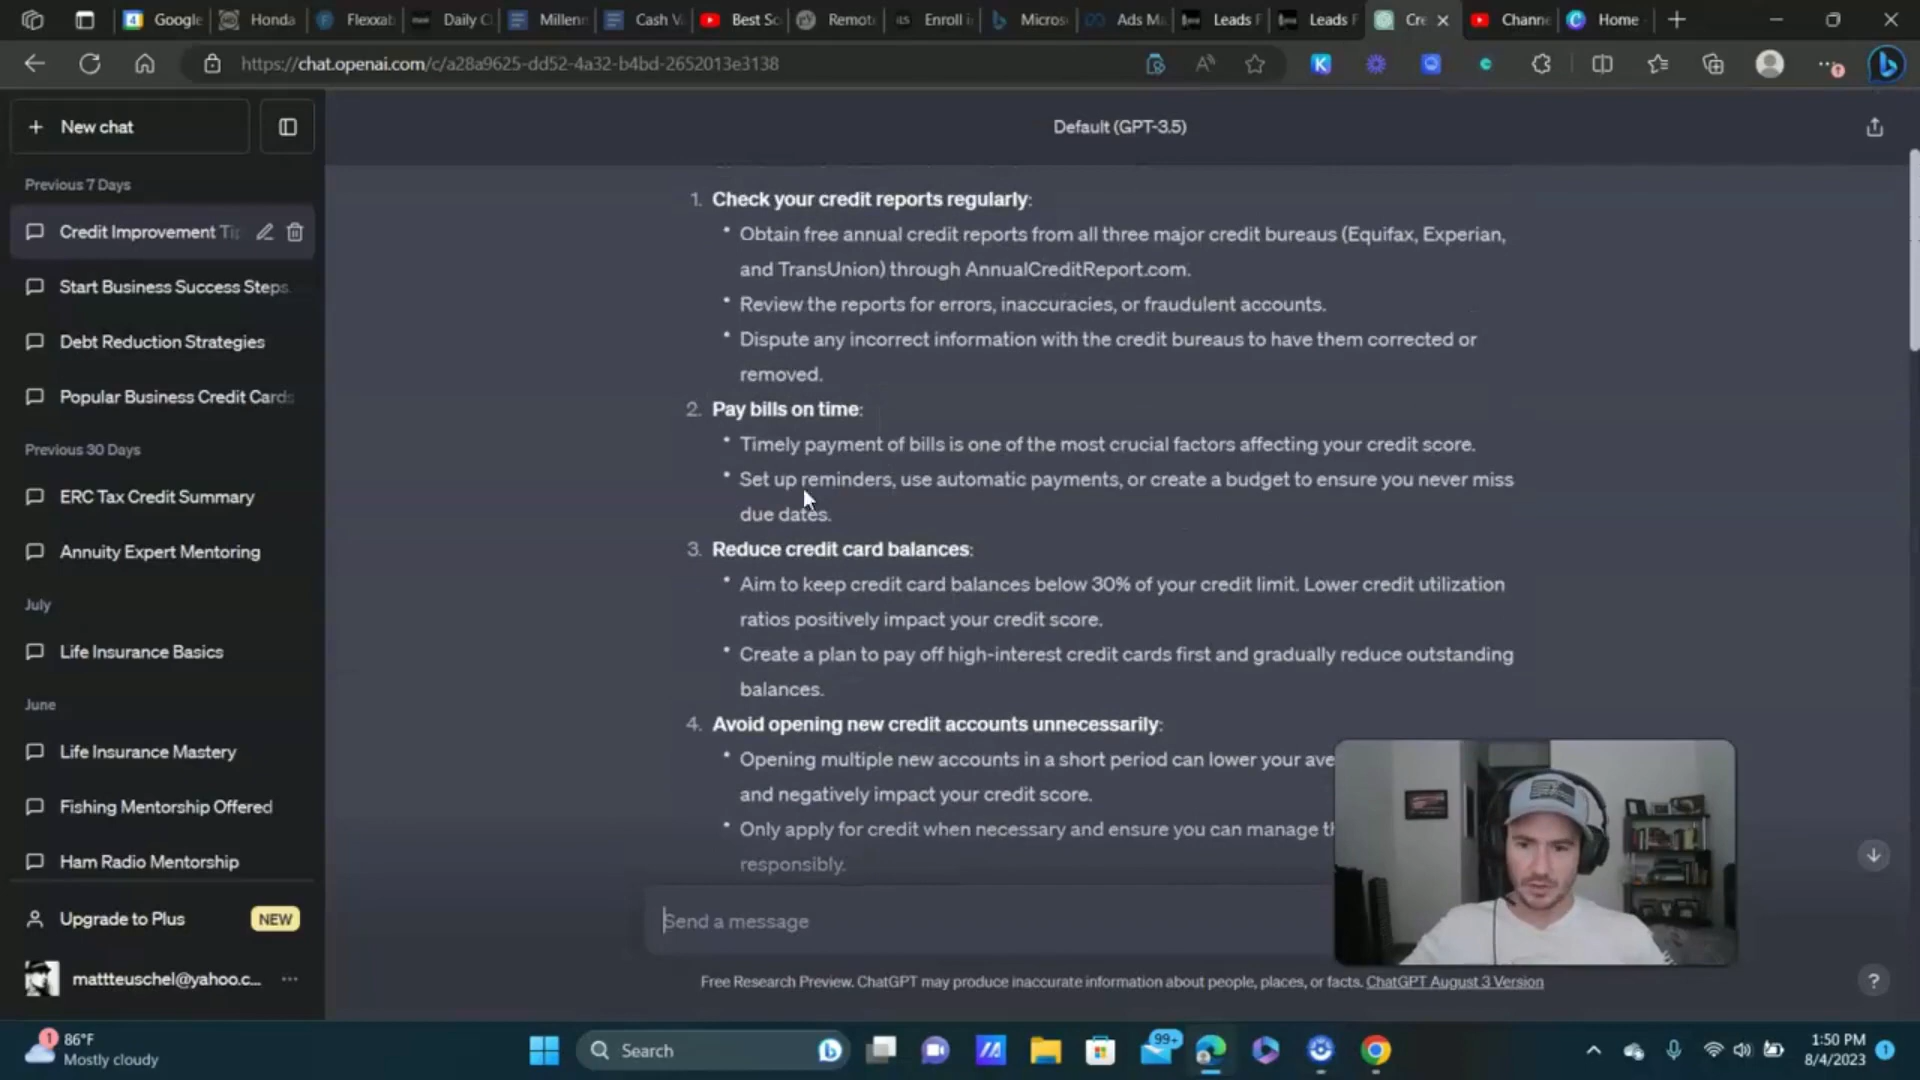 Google
Honda
Flexxab
Daily C
Millenn
Cash V
Best So
Remot
Enroll i
Micros
Ads Ma
Leads F
Leads F
Cre
Channe
Home
https://chat.openai.com/c/a28a9625-dd52-4a32-b4bd-2652013e3138
New chat
Default (GPT-3.5)
Previous 7 Days
Credit Improvement Tip
Start Business Success Steps
Debt Reduction Strategies
Popular Business Credit Cards
Previous 30 Days
ERC Tax Credit Summary
Annuity Expert Mentoring
July
Life Insurance Basics
June
Life Insurance Mastery
Fishing Mentorship Offered
Ham Radio Mentorship
Upgrade to Plus
NEW
mattteuschel@yahoo.c...
1. Check your credit reports regularly:
• Obtain free annual credit reports from all three major credit bureaus (Equifax, Experian,
and TransUnion) through AnnualCreditReport.com.
• Review the reports for errors, inaccuracies, or fraudulent accounts.
• Dispute any incorrect information with the credit bureaus to have them corrected or
removed.
2. Pay bills on time:
• Timely payment of bills is one of the most crucial factors affecting your credit score.
• Set up reminders, use automatic payments, or create a budget to ensure you never miss
due dates.
3. Reduce credit card balances:
• Aim to keep credit card balances below 30% of your credit limit. Lower credit utilization
ratios positively impact your credit score.
• Create a plan to pay off high-interest credit cards first and gradually reduce outstanding
balances.
4. Avoid opening new credit accounts unnecessarily:
• Opening multiple new accounts in a short period can lower your ave
and negatively impact your credit score.
• Only apply for credit when necessary and ensure you can manage th
responsibly.
Send a message
Free Research Preview. ChatGPT may produce inaccurate information about people, places, or facts. ChatGPT August 3 Version
?
1
86°F
Mostly cloudy
Search
99+
1:50 PM
8/4/2023
1